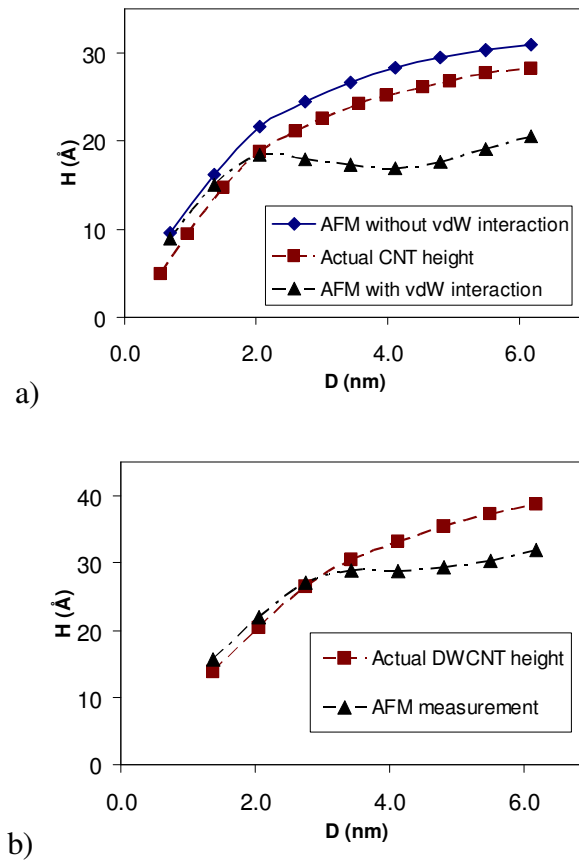 30
20
10
0
H (Å)
AFM without vdW interaction
Actual CNT height
AFM with vdW interaction
0.0 2.0 4.0 6.0
D (nm)
a)
40
30
20
10
0
H (Å)
Actual DWCNT height
AFM measurement
0.0 2.0 4.0 6.0
D (nm)
b)